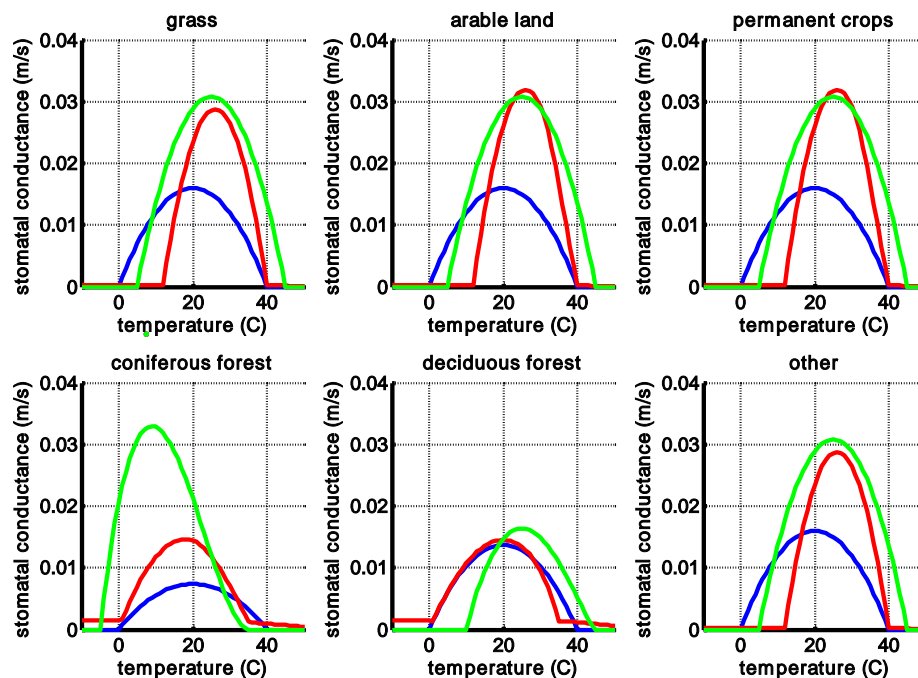 grass
arable land
permanent crops
stomatal conductance (m/s)
0.04
0.03
0.02
0.01
0
0
20
40
temperature (C)
stomatal conductance (m/s)
0.04
0.03
0.02
0.01
0
0
20
40
temperature (C)
stomatal conductance (m/s)
0.04
0.03
0.02
0.01
0
0
20
40
temperature (C)
coniferous forest
deciduous forest
other
stomatal conductance (m/s)
0.04
0.03
0.02
0.01
0
0
20
40
temperature (C)
stomatal conductance (m/s)
0.04
0.03
0.02
0.01
0
0
20
40
temperature (C)
stomatal conductance (m/s)
0.04
0.03
0.02
0.01
0
0
20
40
temperature (C)